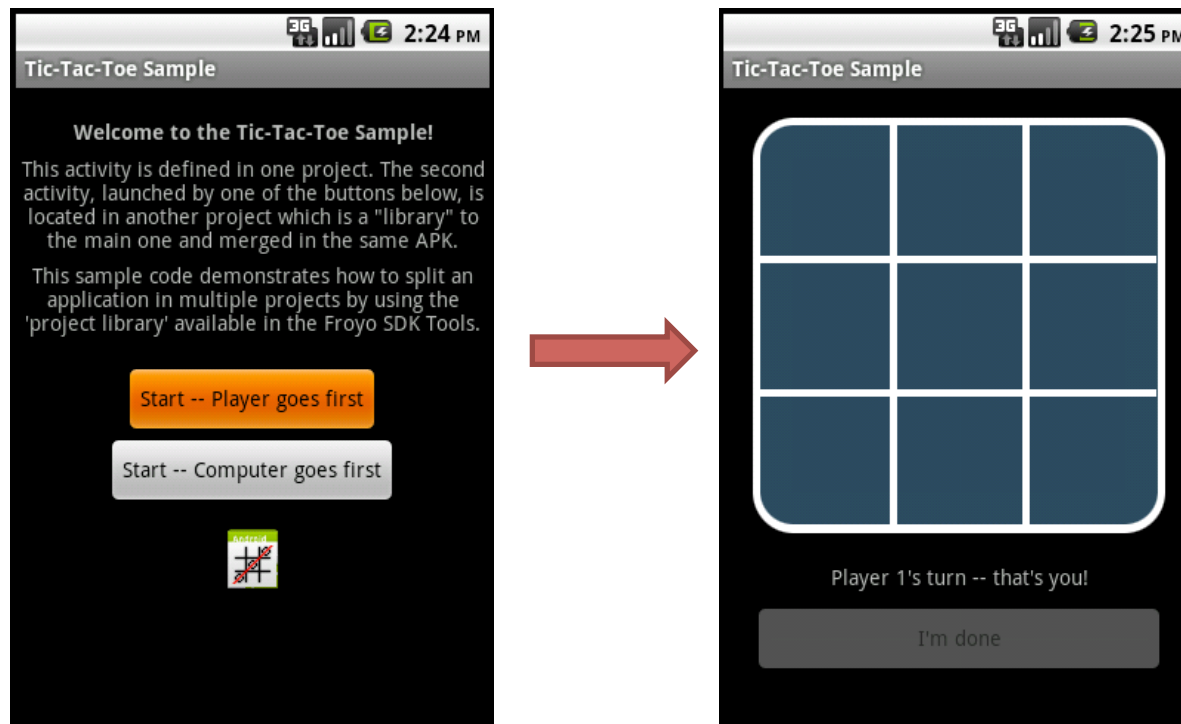 3G 2:24 PM
Tic-Tac-Toe Sample
Welcome to the Tic-Tac-Toe Sample!
This activity is defined in one project. The second
activity, launched by one of the buttons below, is
located in another project which is a "library" to
the main one and merged in the same APK.
This sample code demonstrates how to split an
application in multiple projects by using the
'project library' available in the Froyo SDK Tools.
Start -- Player goes first
Start -- Computer goes first
Android
3G 2:25 PM
Tic-Tac-Toe Sample
Player 1's turn -- that's you!
I'm done